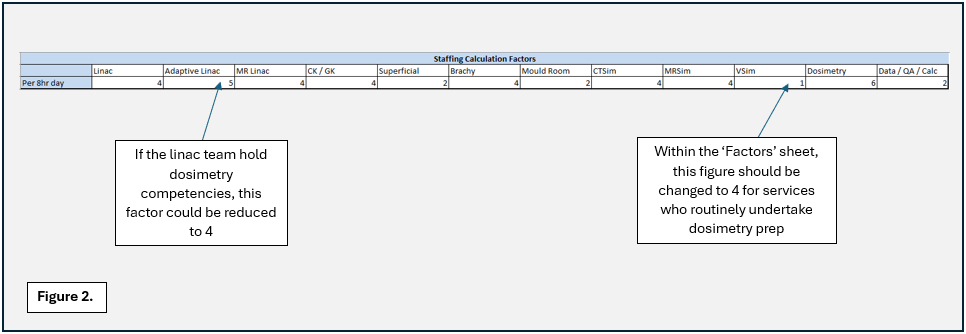 Staffing Calculation Factors
Linac Adaptive Linac MR Linac CK / GK Superficial Brachy Mould Room CTSim MRSim VSim Dosimetry Data / QA / Calc
Per 8hr day 4 5 4 4 2 4 2 4 4 1 6 2
If the linac team hold
dosimetry
competencies, this
factor could be reduced
to 4
Within the ‘Factors’ sheet,
this figure should be
changed to 4 for services
who routinely undertake
dosimetry prep
Figure 2.